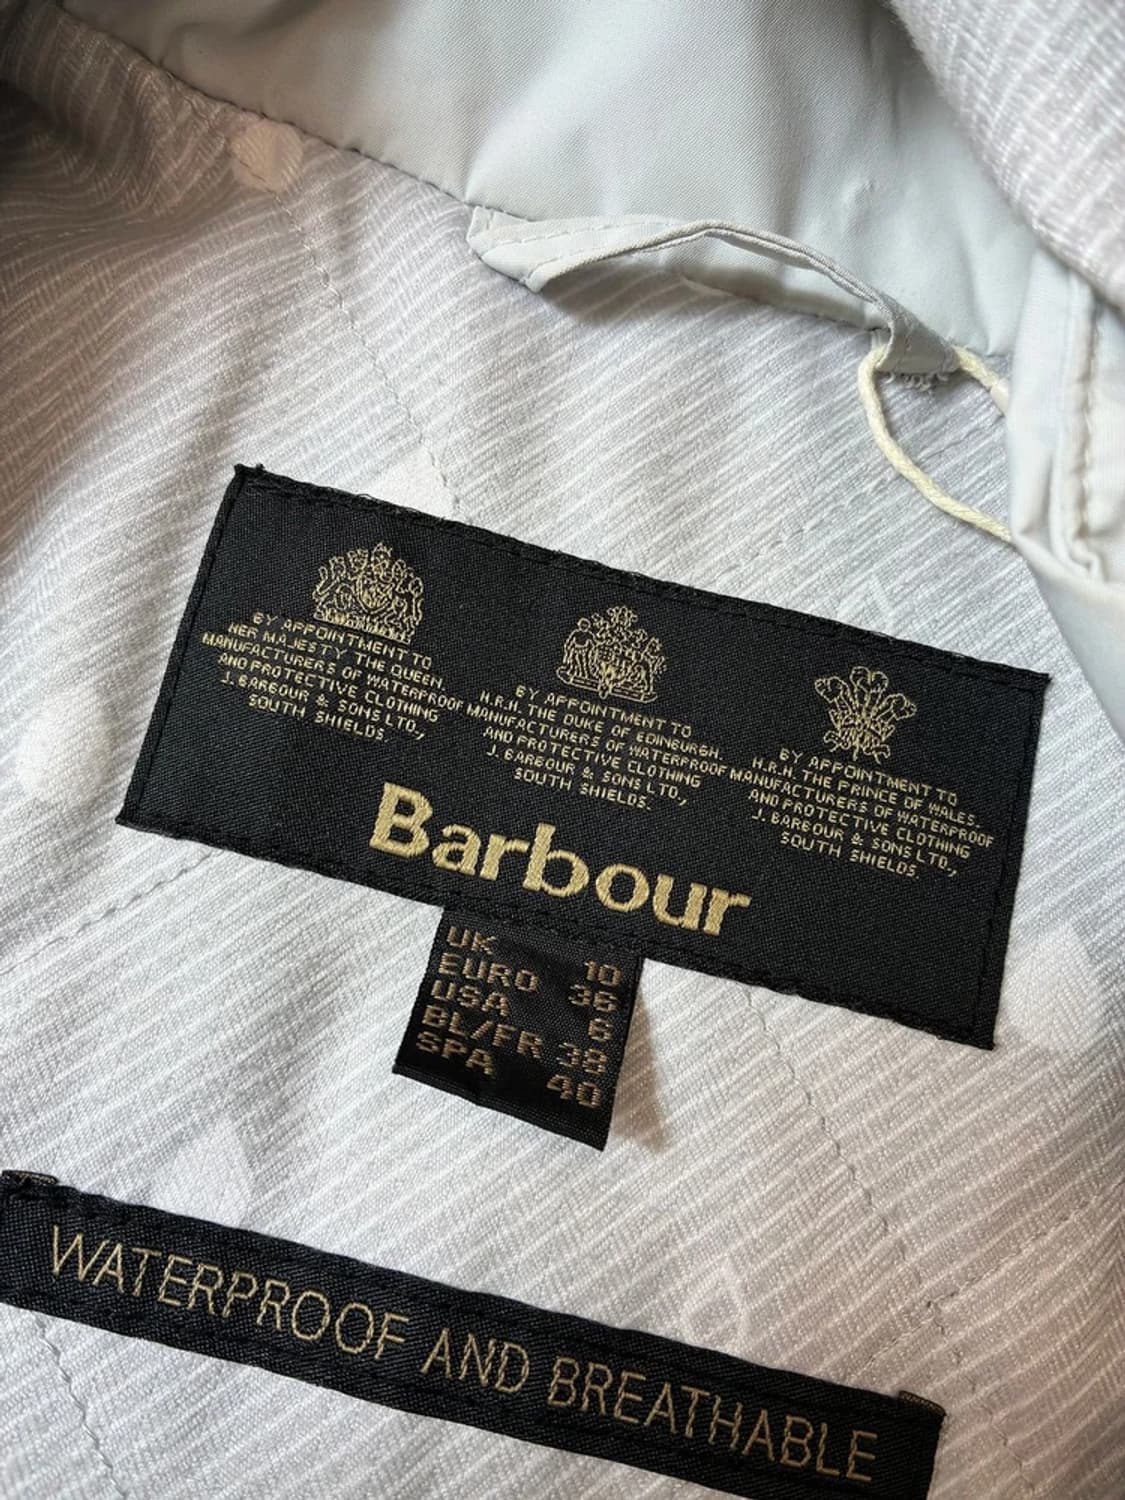 BY APPOINTMENT TO
HER MAJESTY THE QUEEN
MANUFACTURERS OF WATERPROOF
AND PROTECTIVE CLOTHING
J. BARBOUR & SONS LTD.,
SOUTH SHIELDS
BY APPOINTMENT TO
H.R.H. THE DUKE OF EDINBURGH
MANUFACTURERS OF WATERPROOF
AND PROTECTIVE CLOTHING
J. BARBOUR & SONS LTD.,
SOUTH SHIELDS.
BY APPOINTMENT TO
H.R.H. THE PRINCE OF WALES
MANUFACTURERS OF WATERPROOF
AND PROTECTIVE CLOTHING
J. BARBOUR & SONS LTD.,
SOUTH SHIELDS.
Barbour
UK 10
EURO 36
USA 6
BL/FR 38
SPA 40
WATERPROOF AND BREATHABLE